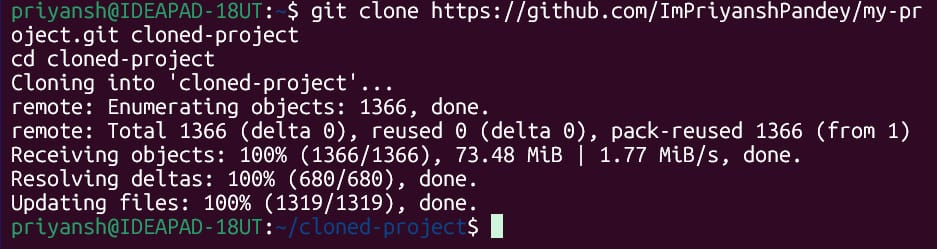 priyansh@IDEAPAD-18UT:~$ git clone https://github.com/ImPriyanshPandey/my-pr
oject.git cloned-project
cd cloned-project
Cloning into 'cloned-project'...
remote: Enumerating objects: 1366, done.
remote: Total 1366 (delta 0), reused 0 (delta 0), pack-reused 1366 (from 1)
Receiving objects: 100% (1366/1366), 73.48 MiB | 1.77 MiB/s, done.
Resolving deltas: 100% (680/680), done.
Updating files: 100% (1319/1319), done.
priyansh@IDEAPAD-18UT:~/cloned-project$